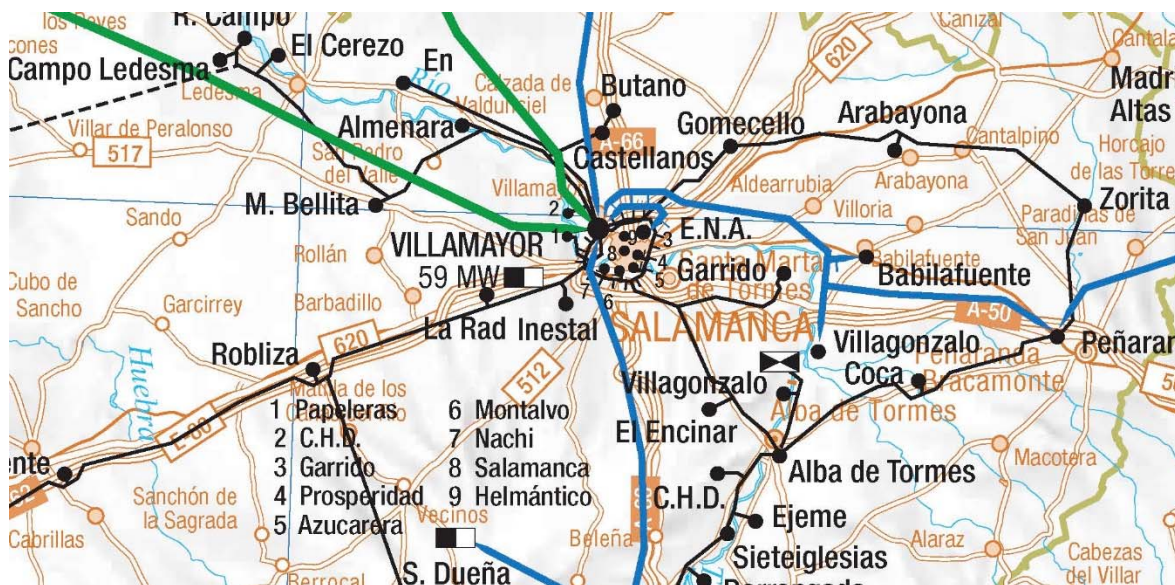 los Reyes
R. Campo
cones
El Cerezo
En
Canizal
Cantala
Campo Ledesma
Ledesma
Río
Calzada de
Valdunciel
Butano
620
Madr
Altas
Villar de Peralonso
517
Almenara
San Pedro
del Valle
A-66
Castellanos
Gomecello
Arabayona
Cantalpino
Horcajo
de las Torre
Villama
Aldearrubia
Arabayona
M. Bellita
2
Sando
Villoria
Zorita
Paradinas de
San Juan
1
9
3
E.N.A.
VILLAMAYOR
Rollán
8
4
Santa Marta
de Tormes
Babilafuente
Babilafuente
59 MW
7
5
Garrido
Cubo de
Sancho
Garcirrey
Barbadillo
6
A-50
La Rad
Inestal
SALAMANCA
Huebra
Robliza
620
Villagonzalo
Peñaran
Peñaranda
Bracamonte
Coca
512
Villagonzalo
Matilla de los
1 Papeleras
6 Montalvo
Alba de Tormes
2 C.H.D.
7 Nachi
El Encinar
3 Garrido
8 Salamanca
Alba de Tormes
Macotera
4 Prosperidad
9 Helmántico
ente
E-80
C.H.D.
5 Azucarera
Sanchón de
la Sagrada
Vecinos
Ejeme
Cabrillas
Beleña
Sieteiglesias
Alaraz
Cabezas
del Villar
Berrocal
S. Dueña